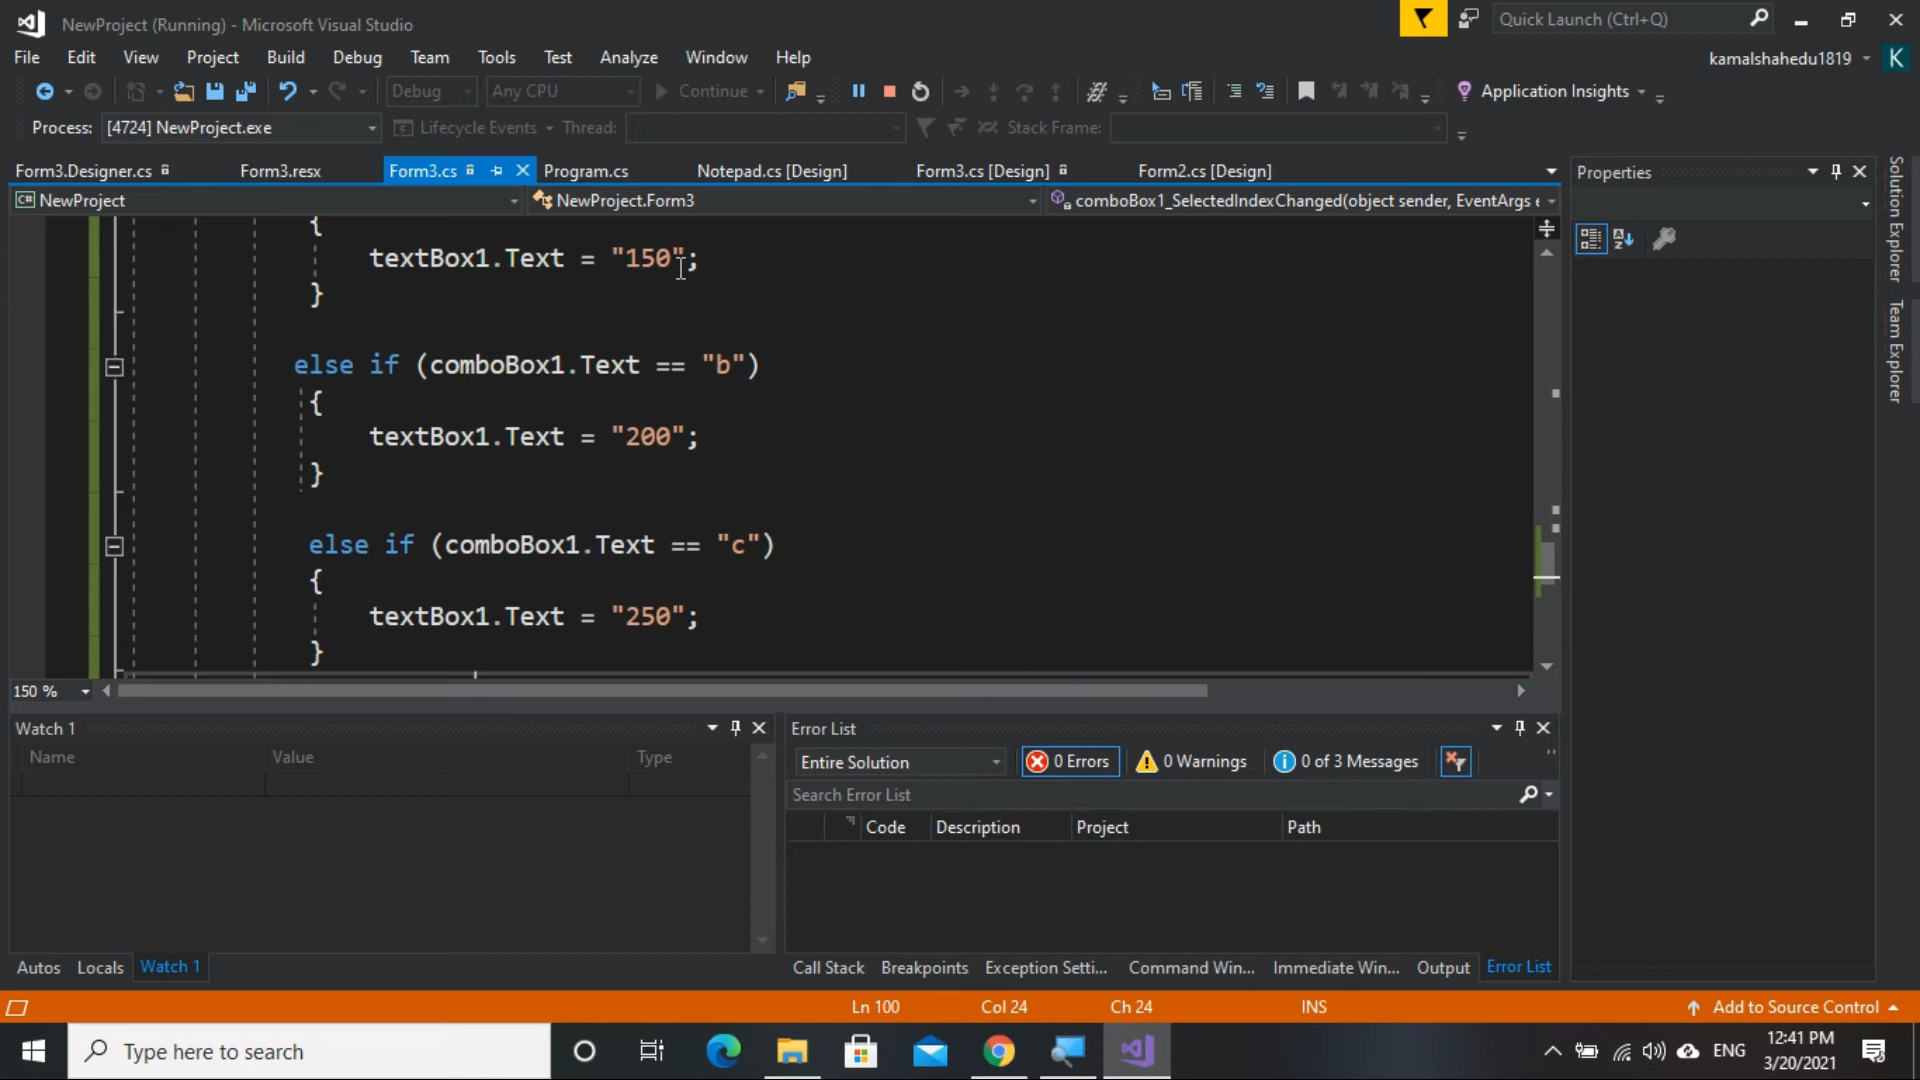 NewProject (Running) - Microsoft Visual Studio
Quick Launch (Ctrl+Q)
File Edit View Project Build Debug Team Tools Test Analyze Window Help
kamalshahedu1819 K
Debug Any CPU Continue Application Insights
Process: [4724] NewProject.exe Lifecycle Events Thread: Stack Frame:
Form3.Designer.cs Form3.resx Form3.cs Program.cs Notepad.cs [Design] Form3.cs [Design] Form2.cs [Design]
Properties
C# NewProject NewProject.Form3 comboBox1_SelectedIndexChanged(object sender, EventArgs e
Solution Explorer
Team Explorer
{
textBox1.Text = "150";
}
else if (comboBox1.Text == "b")
{
textBox1.Text = "200";
}
else if (comboBox1.Text == "c")
{
textBox1.Text = "250";
}
150 %
Watch 1
Name Value Type
Error List
Entire Solution 0 Errors 0 Warnings 0 of 3 Messages
Search Error List
Code Description Project Path
Autos Locals Watch 1
Call Stack Breakpoints Exception Setti... Command Win... Immediate Win... Output Error List
Ln 100 Col 24 Ch 24 INS Add to Source Control
Type here to search
ENG
12:41 PM
3/20/2021